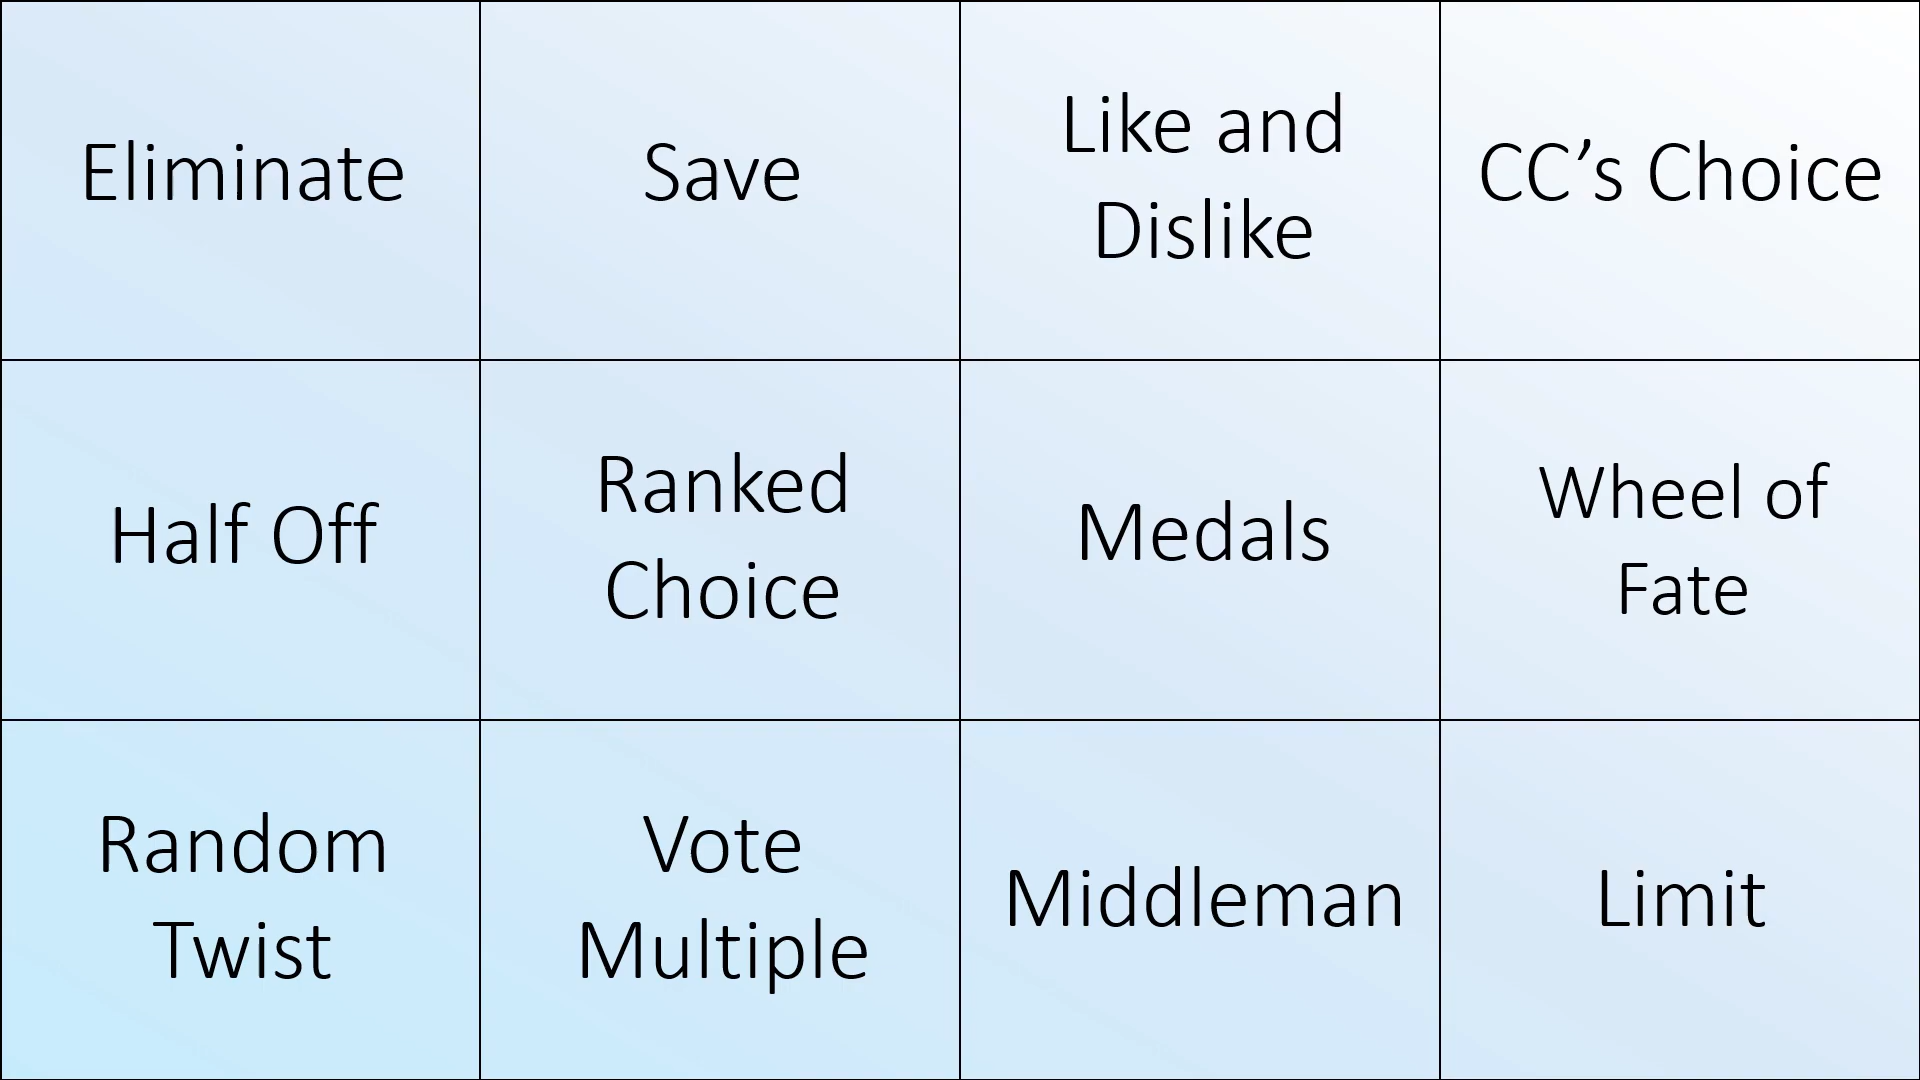 Eliminate
Save
Like and
Dislike
CC’s Choice
Half Off
Ranked
Choice
Medals
Wheel of
Fate
Random
Twist
Vote
Multiple
Middleman
Limit